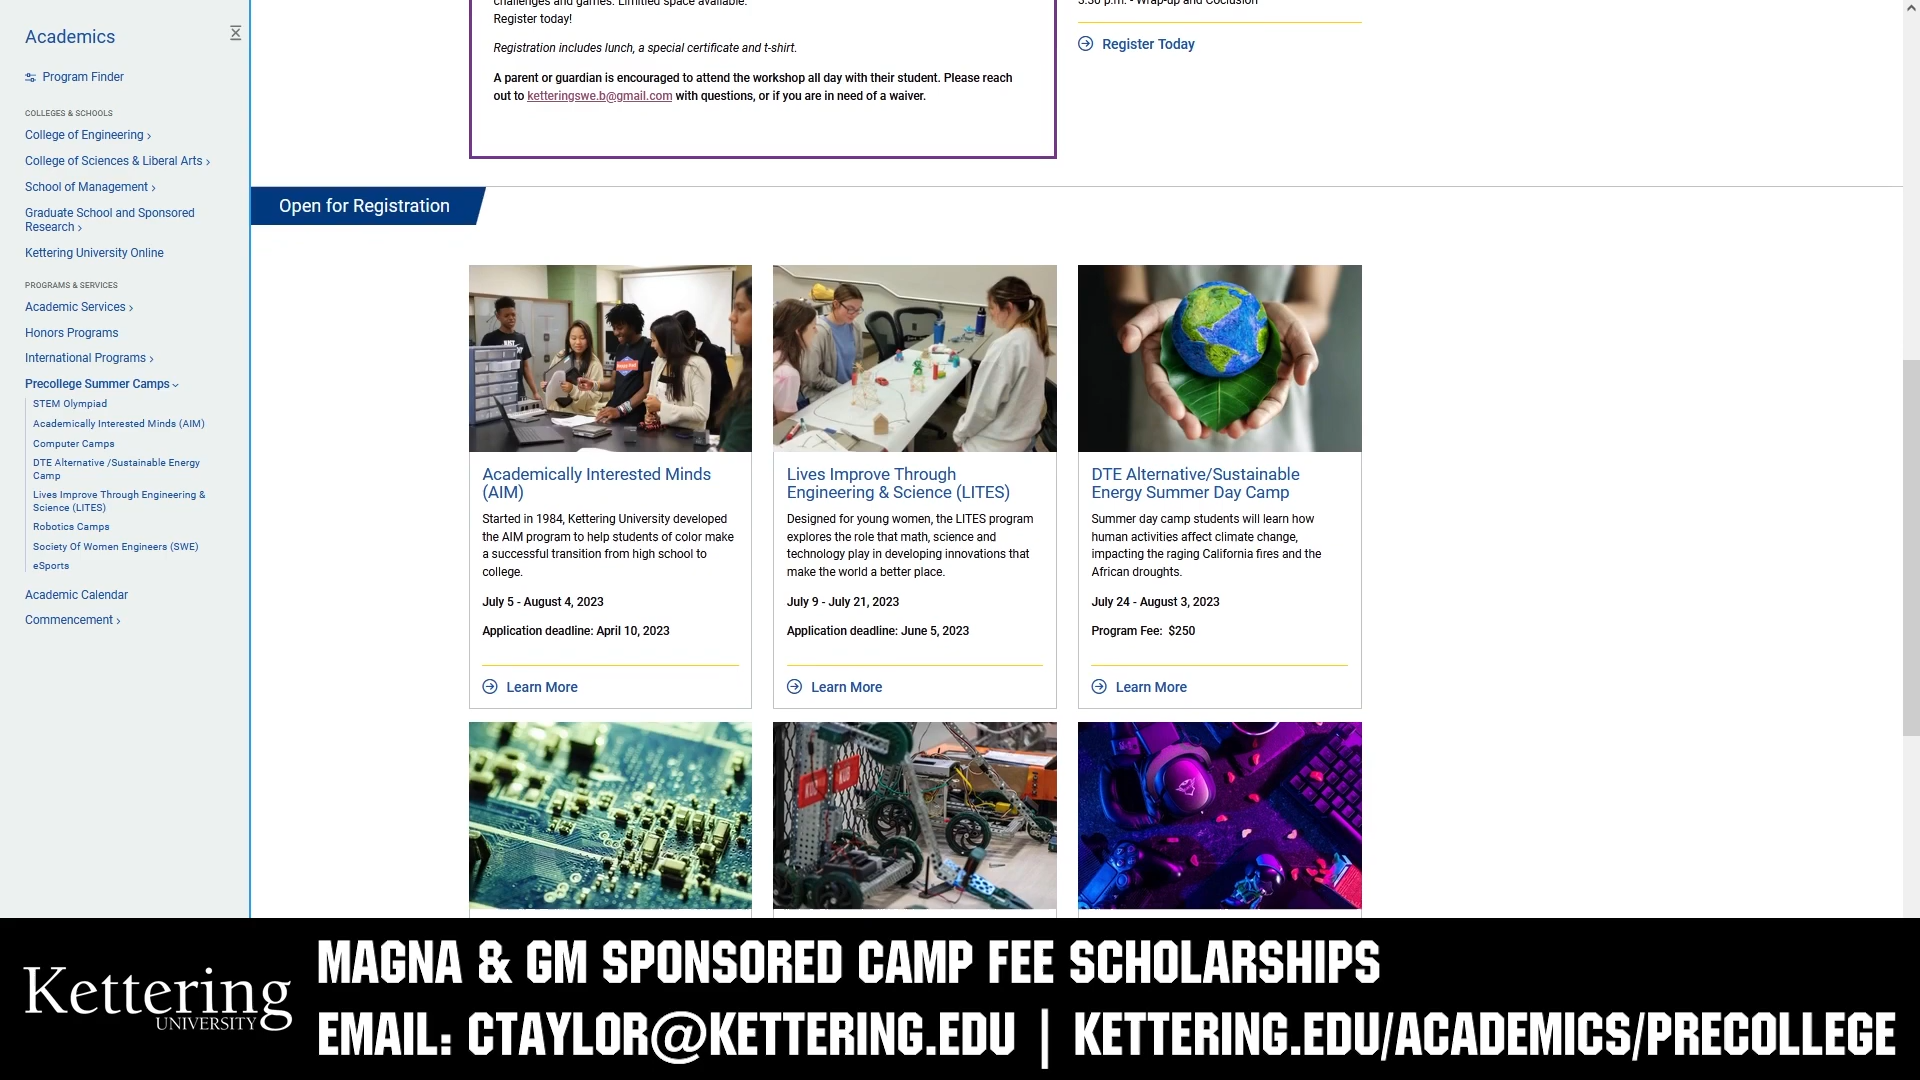 Academics
Program Finder
COLLEGES & SCHOOLS
College of Engineering
College of Sciences & Liberal Arts
School of Management
Graduate School and Sponsored
Research
Kettering University Online
PROGRAMS & SERVICES
Academic Services
Honors Programs
International Programs
Precollege Summer Camps
STEM Olympiad
Academically Interested Minds (AIM)
Computer Camps
DTE Alternative /Sustainable Energy
Camp
Lives Improve Through Engineering &
Science (LITES)
Robotics Camps
Society Of Women Engineers (SWE)
eSports
Academic Calendar
Commencement
challenges and games. Limitied space available.
Register today!
Registration includes lunch, a special certificate and t-shirt.
A parent or guardian is encouraged to attend the workshop all day with their student. Please reach
out to ketteringswe.b@gmail.com with questions, or if you are in need of a waiver.
3:30 p.m. - Wrap-up and Coclusion
Register Today
Open for Registration
Academically Interested Minds
(AIM)
Started in 1984, Kettering University developed
the AIM program to help students of color make
a successful transition from high school to
college.
July 5 - August 4, 2023
Application deadline: April 10, 2023
Learn More
Lives Improve Through
Engineering & Science (LITES)
Designed for young women, the LITES program
explores the role that math, science and
technology play in developing innovations that
make the world a better place.
July 9 - July 21, 2023
Application deadline: June 5, 2023
Learn More
DTE Alternative/Sustainable
Energy Summer Day Camp
Summer day camp students will learn how
human activities affect climate change,
impacting the raging California fires and the
African droughts.
July 24 - August 3, 2023
Program Fee: $250
Learn More
Kettering
UNIVERSITY
MAGNA & GM SPONSORED CAMP FEE SCHOLARSHIPS
EMAIL: CTAYLOR@KETTERING.EDU | KETTERING.EDU/ACADEMICS/PRECOLLEGE